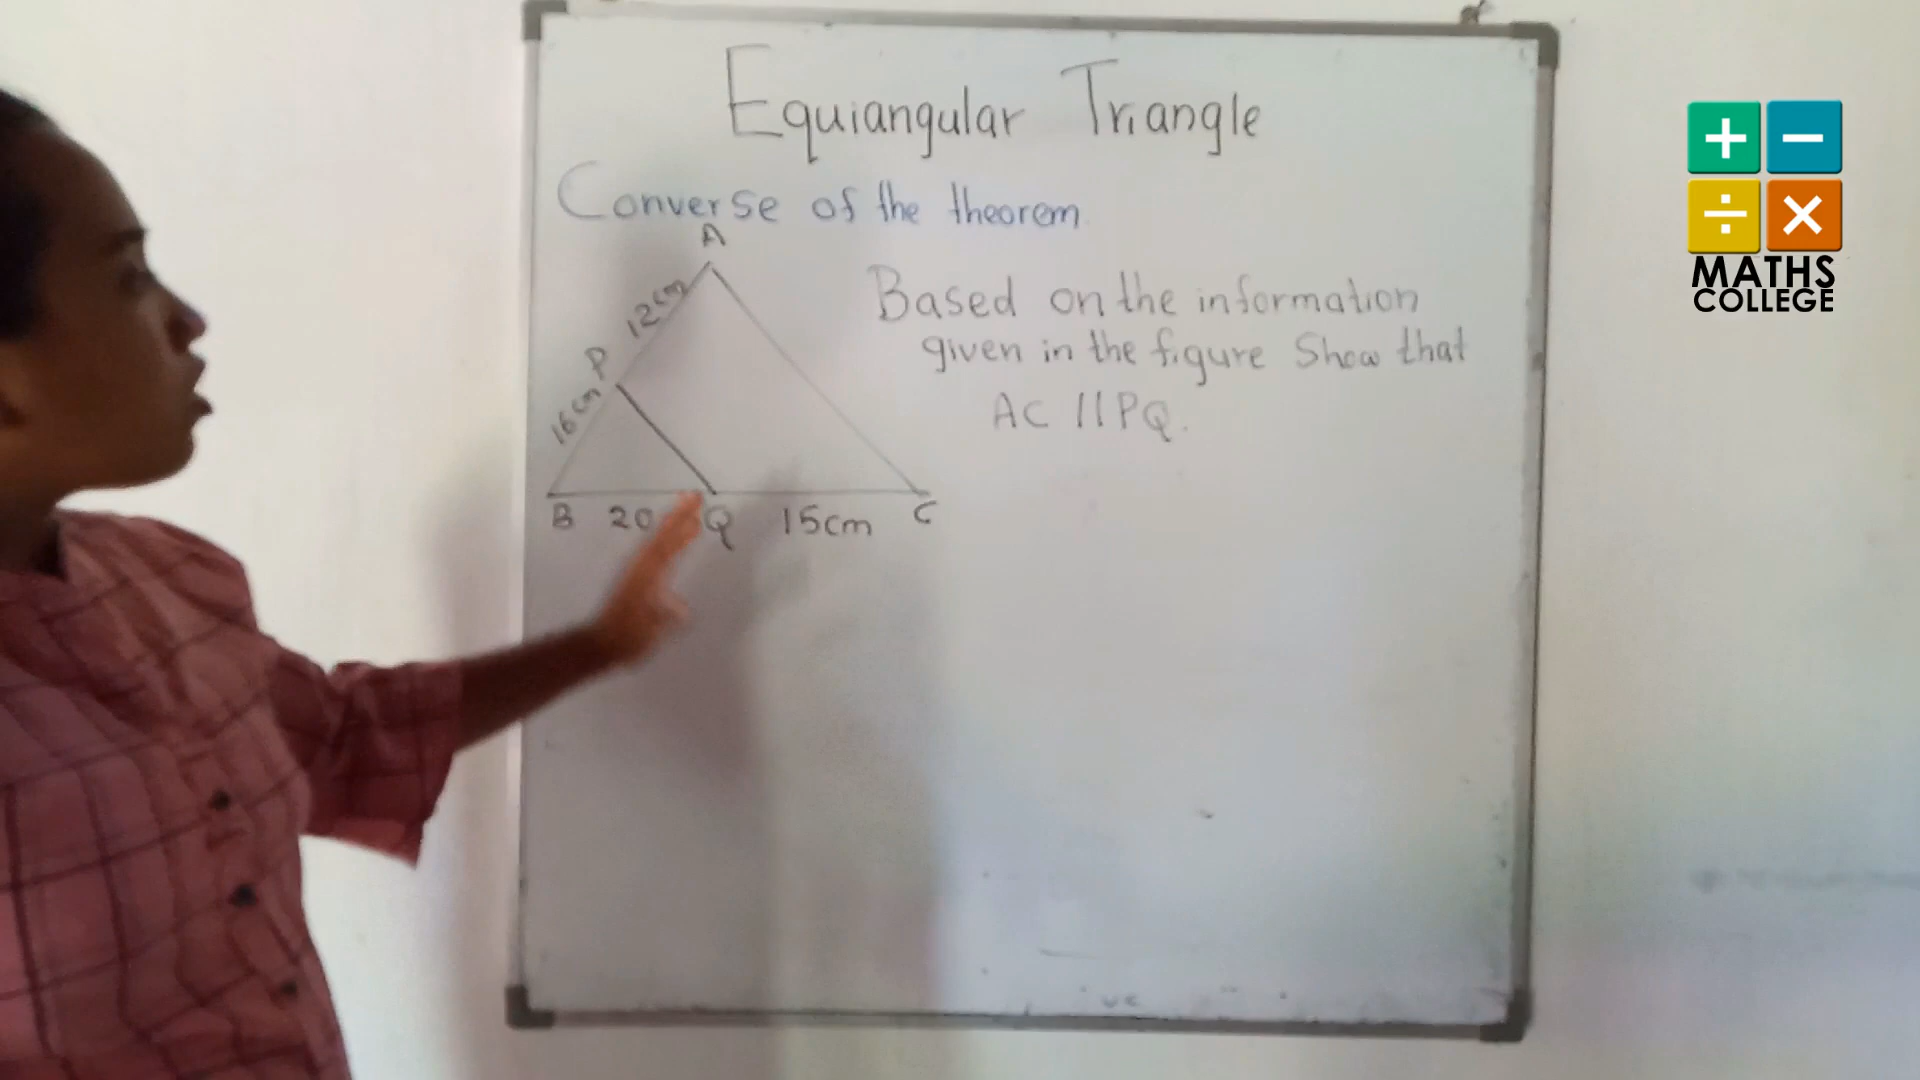 Equiangular Triangle
Converse of the theorem
A
12cm
P
16cm
B 20 Q 15cm C
Based on the information
given in the figure Show that
AC // PQ.
+ −
÷ ×
MATHS
COLLEGE